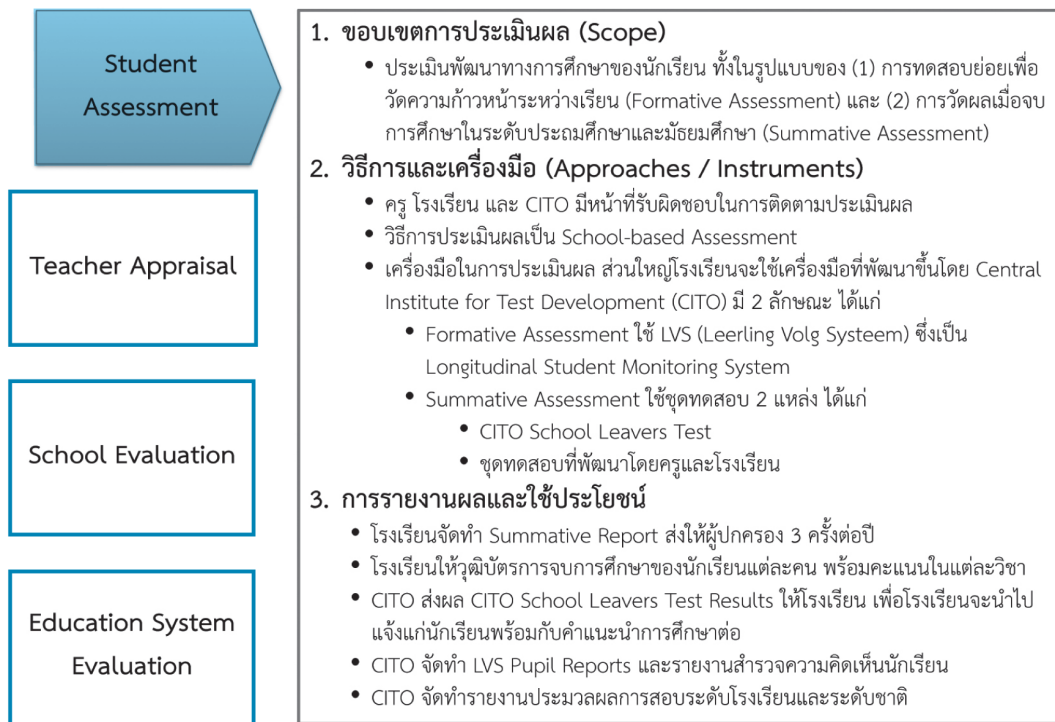 Student
Assessment
Teacher Appraisal
School Evaluation
Education System
Evaluation
1. ขอบเขตการประเมินผล (Scope)
• ประเมินพัฒนาทางการศึกษาของนักเรียน ทั้งในรูปแบบของ (1) การทดสอบย่อยเพื่อ
วัดความก้าวหน้าระหว่างเรียน (Formative Assessment) และ (2) การวัดผลเมื่อจบ
การศึกษาในระดับประถมศึกษาและมัธยมศึกษา (Summative Assessment)
2. วิธีการและเครื่องมือ (Approaches / Instruments)
• ครู โรงเรียน และ CITO มีหน้าที่รับผิดชอบในการติดตามประเมินผล
• วิธีการประเมินผลเป็น School-based Assessment
• เครื่องมือในการประเมินผล ส่วนใหญ่โรงเรียนจะใช้เครื่องมือที่พัฒนาขึ้นโดย Central
Institute for Test Development (CITO) มี 2 ลักษณะ ได้แก่
• Formative Assessment ใช้ LVS (Leerling Volg Systeem) ซึ่งเป็น
Longitudinal Student Monitoring System
• Summative Assessment ใช้ชุดทดสอบ 2 แหล่ง ได้แก่
• CITO School Leavers Test
• ชุดทดสอบที่พัฒนาโดยครูและโรงเรียน
3. การรายงานผลและใช้ประโยชน์
• โรงเรียนจัดทำ Summative Report ส่งให้ผู้ปกครอง 3 ครั้งต่อปี
• โรงเรียนให้วุฒิบัตรการจบการศึกษาของนักเรียนแต่ละคน พร้อมคะแนนในแต่ละวิชา
• CITO ส่งผล CITO School Leavers Test Results ให้โรงเรียน เพื่อโรงเรียนจะนำไป
แจ้งแก่นักเรียนพร้อมกับคำแนะนำการศึกษาต่อ
• CITO จัดทำ LVS Pupil Reports และรายงานสำรวจความคิดเห็นนักเรียน
• CITO จัดทำรายงานประมวลผลการสอบระดับโรงเรียนและระดับชาติ